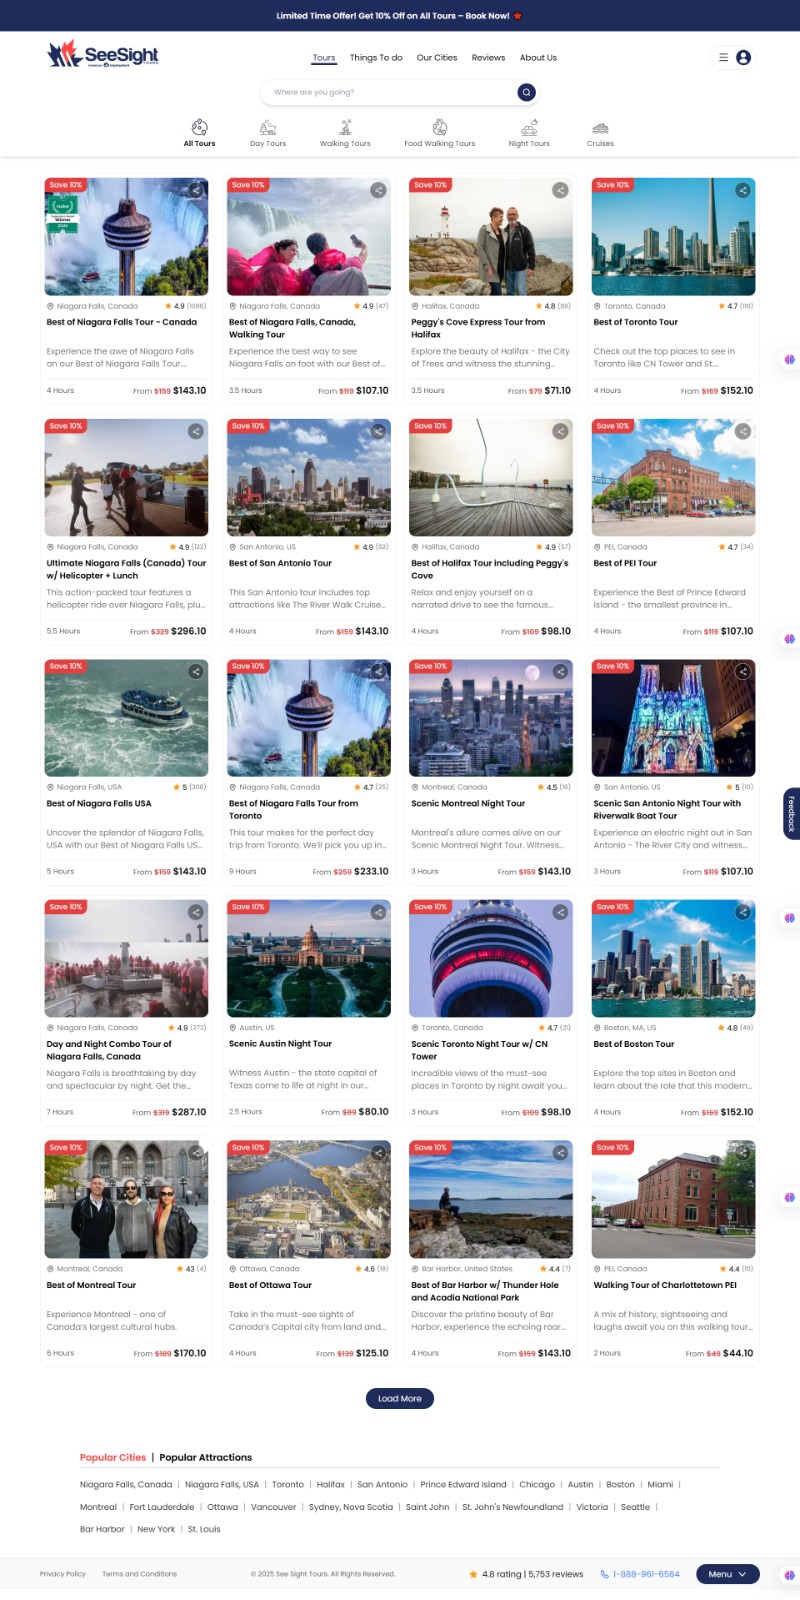 Limited Time Offer! Get 10% Off on All Tours – Book Now!
SeeSight
Tours Things To do Our Cities Reviews About Us
Where are you going?
All Tours Day Tours Walking Tours Food Walking Tours Night Tours Cruises
Save 10% Save 10% Save 10% Save 10%
Winner
2024
Niagara Falls, Canada 4.9 (1066) Niagara Falls, Canada 4.9 (47) Halifax, Canada 4.8 (89) Toronto, Canada 4.7 (110)
Best of Niagara Falls Tour - Canada Best of Niagara Falls, Canada, Peggy's Cove Express Tour from Best of Toronto Tour
Walking Tour Halifax
Experience the awe of Niagara Falls Experience the best way to see Explore the beauty of Halifax - the City Check out the top places to see in
on our Best of Niagara Falls Tour.... Niagara Falls on foot with our Best of... of Trees and witness the stunning... Toronto like CN Tower and St....
4 Hours From $159 $143.10 3.5 Hours From $119 $107.10 3.5 Hours From $79 $71.10 4 Hours From $169 $152.10
Save 10% Save 10% Save 10% Save 10%
Niagara Falls, Canada 4.9 (122) San Antonio, US 4.9 (62) Halifax, Canada 4.9 (57) PEI, Canada 4.7 (34)
Ultimate Niagara Falls (Canada) Tour Best of San Antonio Tour Best of Halifax Tour including Peggy's Best of PEI Tour
w/ Helicopter + Lunch Cove
This action-packed tour features a This San Antonio tour includes top Relax and enjoy yourself on a Experience the Best of Prince Edward
helicopter ride over Niagara Falls, plu... attractions like The River Walk Cruise... narrated drive to see the famous... Island - the smallest province in...
5.5 Hours From $329 $296.10 4 Hours From $159 $143.10 4 Hours From $109 $98.10 4 Hours From $119 $107.10
Save 10% Save 10% Save 10% Save 10%
Niagara Falls, USA 5 (308) Niagara Falls, Canada 4.7 (25) Montreal, Canada 4.5 (16) San Antonio, US 5 (10)
Best of Niagara Falls USA Best of Niagara Falls Tour from Scenic Montreal Night Tour Scenic San Antonio Night Tour with
Toronto Riverwalk Boat Tour
Uncover the splendor of Niagara Falls, This tour makes for the perfect day Montreal's allure comes alive on our Experience an electric night out in San
USA with our Best of Niagara Falls US... trip from Toronto. We'll pick you up in... Scenic Montreal Night Tour. Witness... Antonio - The River City and witness...
5 Hours From $159 $143.10 9 Hours From $259 $233.10 3 Hours From $159 $143.10 3 Hours From $119 $107.10
Feedback
Save 10% Save 10% Save 10% Save 10%
Niagara Falls, Canada 4.9 (272) Austin, US Toronto, Canada 4.7 (21) Boston, MA, US 4.8 (49)
Day and Night Combo Tour of Scenic Austin Night Tour Scenic Toronto Night Tour w/ CN Best of Boston Tour
Niagara Falls, Canada Tower
Niagara Falls is breathtaking by day Witness Austin - the state capital of Incredible views of the must-see Explore the top sites in Boston and
and spectacular by night. Get the... Texas come to life at night in our... places in Toronto by night await you... learn about the role that this modern...
7 Hours From $319 $287.10 2.5 Hours From $89 $80.10 3 Hours From $109 $98.10 4 Hours From $169 $152.10
Save 10% Save 10% Save 10% Save 10%
Montreal, Canada 43 (4) Ottawa, Canada 4.6 (18) Bar Harbor, United States 4.4 (7) PEI, Canada 4.4 (10)
Best of Montreal Tour Best of Ottawa Tour Best of Bar Harbor w/ Thunder Hole Walking Tour of Charlottetown PEI
and Acadia National Park
Experience Montreal - one of Take in the must-see sights of Discover the pristine beauty of Bar A mix of history, sightseeing and
Canada's largest cultural hubs. Canada's Capital city from land and... Harbor, experience the echoing roar... laughs await you on this walking tour...
6 Hours From $189 $170.10 4 Hours From $139 $125.10 4 Hours From $159 $143.10 2 Hours From $49 $44.10
Load More
Popular Cities | Popular Attractions
Niagara Falls, Canada | Niagara Falls, USA | Toronto | Halifax | San Antonio | Prince Edward Island | Chicago | Austin | Boston | Miami |
Montreal | Fort Lauderdale | Ottawa | Vancouver | Sydney, Nova Scotia | Saint John | St. John's Newfoundland | Victoria | Seattle |
Bar Harbor | New York | St. Louis
Privacy Policy Terms and Conditions © 2025 See Sight Tours. All Rights Reserved. 4.8 rating | 5,753 reviews 1-888-961-6584 Menu